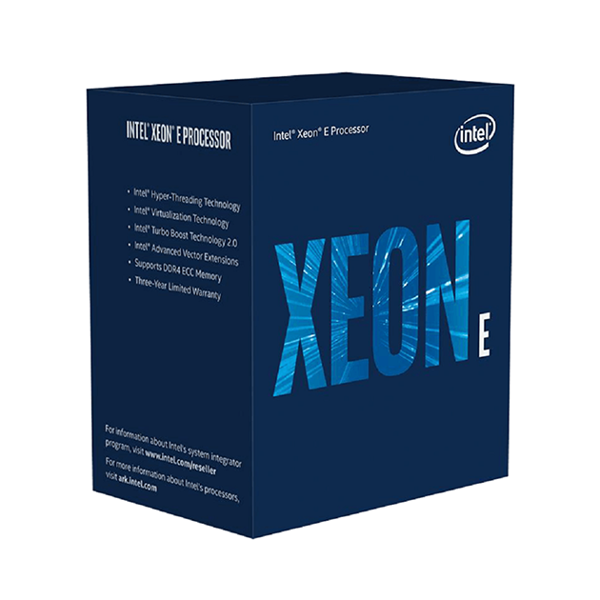 INTEL® XEON® E PROCESSOR
• Intel® Hyper-Threading Technology
• Intel® Virtualization Technology
• Intel® Turbo Boost Technology 2.0
• Intel® Advanced Vector Extensions
• Supports DDR4 ECC Memory
• Three-Year Limited Warranty
For information about Intel's system integrator
program, visit www.intel.com/reseller
For more information about Intel's processors,
visit ark.intel.com
Intel® Xeon® E Processor
intel®
XEON E